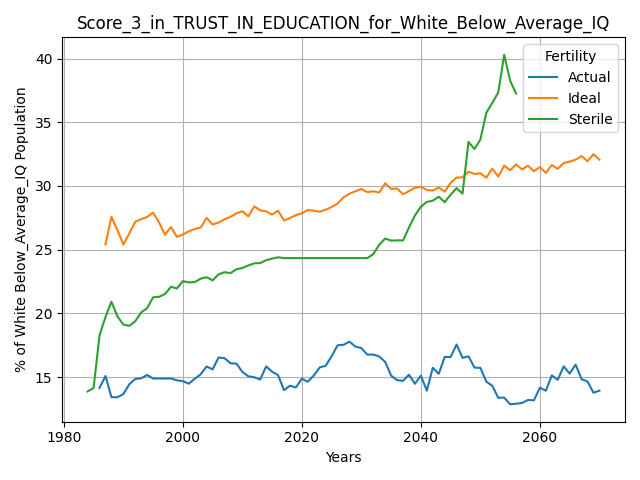 Score_3_in_TRUST_IN_EDUCATION_for_White_Below_Average_IQ
% of White Below_Average_IQ Population
40
35
30
25
20
15
1980
2000
2020
2040
2060
Years
Fertility
Actual
Ideal
Sterile